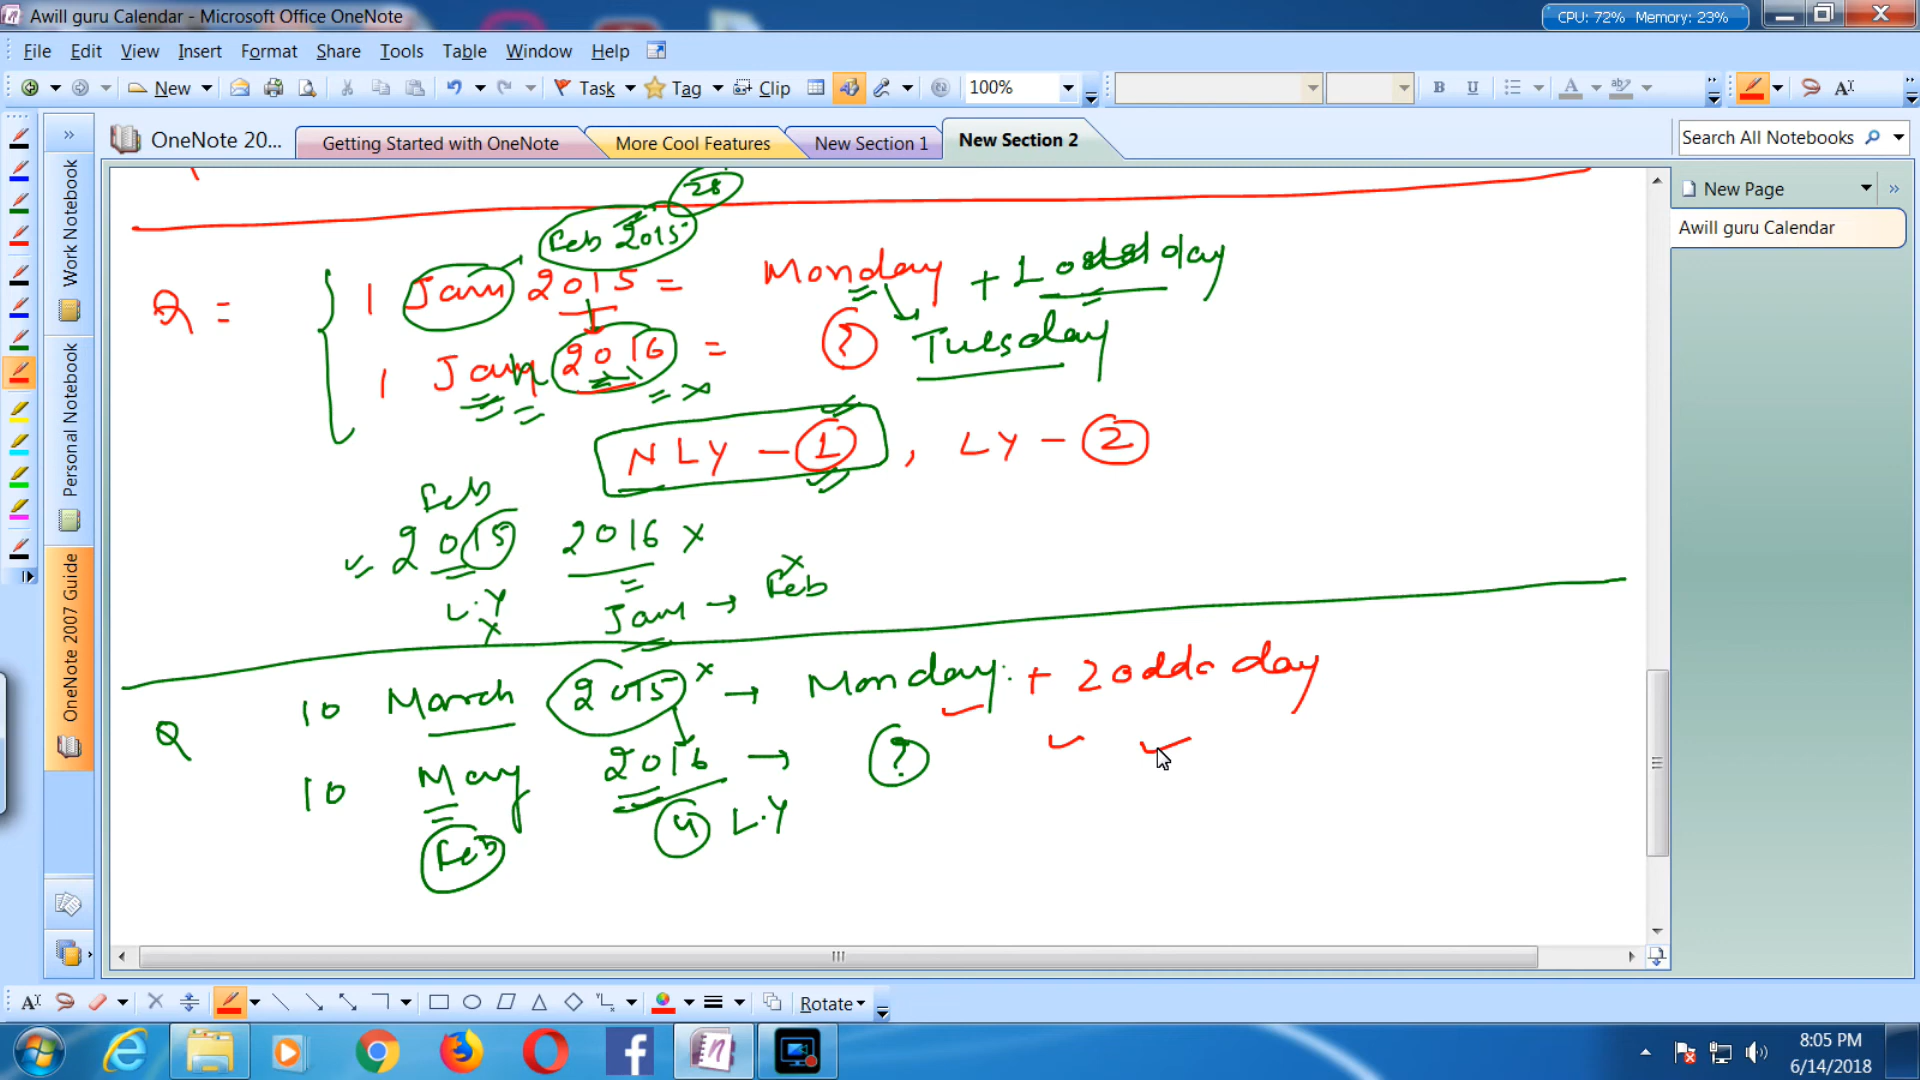 Awill guru Calendar - Microsoft Office OneNote
CPU: 72% Memory: 23%
File Edit View Insert Format Share Tools Table Window Help
New Task Tag Clip 100% B U A ab
OneNote 20... Getting Started with OneNote More Cool Features New Section 1 New Section 2
Search All Notebooks
New Page
Awill guru Calendar
Work Notebook
Personal Notebook
OneNote 2007 Guide
28
Feb 2015
Q = 1 Jan 2015 = Monday + 1 odd day
1 Jan 2016 = ? Tuesday
x
NLY - 1 , LY - 2
Feb
2015 2016 x
L.Y Jan → Feb
x x
Q 10 March 2015 x → Monday + 2 odd day
10 May 2016 → ?
Feb 4 L.Y
Rotate
8:05 PM
6/14/2018